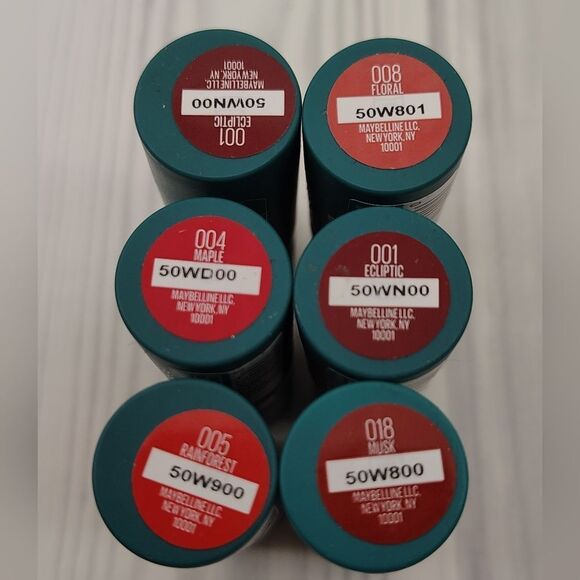 001
ECLIPTIC
50WN00
MAYBELLINE LLC.
NEW YORK, NY
10001
008
FLORAL
50W801
MAYBELLINE LLC.
NEW YORK, NY
10001
004
MAPLE
50WD00
MAYBELLINE LLC.
NEW YORK, NY
10001
001
ECLIPTIC
50WN00
MAYBELLINE LLC.
NEW YORK, NY
10001
005
RAINFOREST
50W900
MAYBELLINE LLC.
NEW YORK, NY
10001
018
MUSK
50W800
MAYBELLINE LLC.
NEW YORK, NY
10001